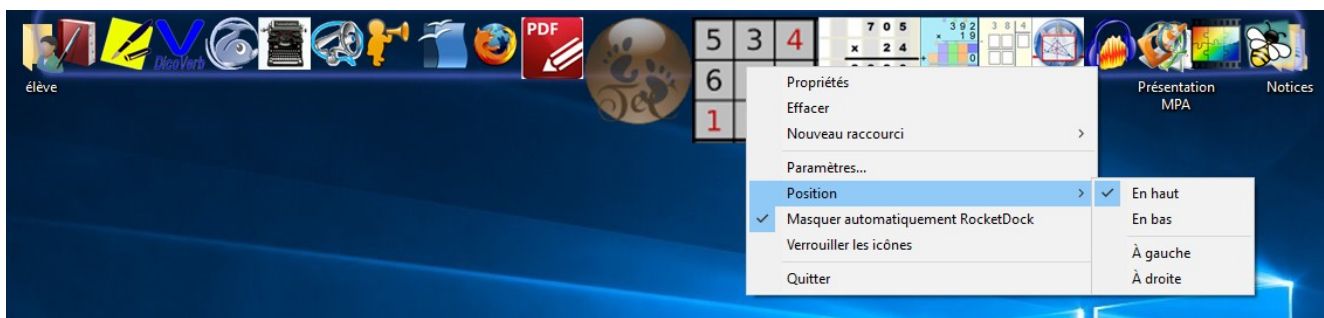 DicoVerb
PDF
5 3 4
6
1
7 0 5
x 2 4
3 9 2
x 1 9
+ 0
3 8 4
élève
Présentation
MPA
Notices
Propriétés
Effacer
Nouveau raccourci
Paramètres...
Position
Masquer automatiquement RocketDock
Verrouiller les icônes
Quitter
En haut
En bas
À gauche
À droite